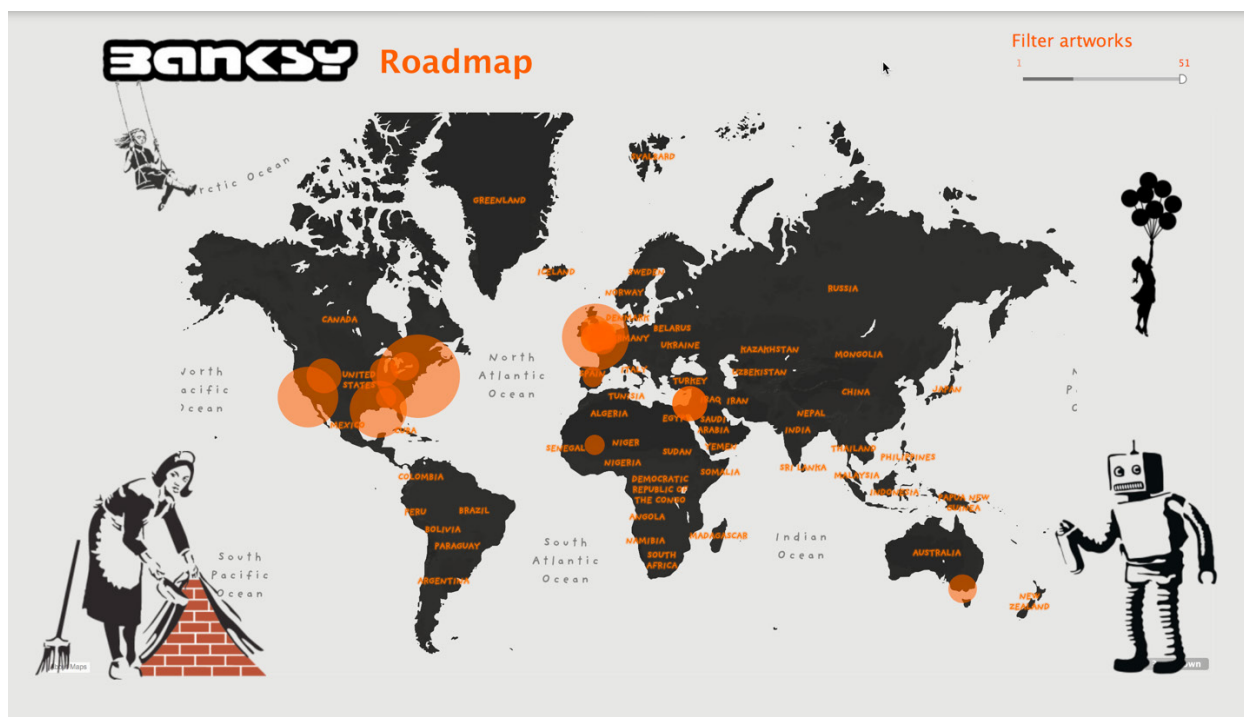 BANKSY Roadmap
Filter artworks
1 51
Arctic Ocean
SVALBARD
GREENLAND
ICELAND
SWEDEN
NORWAY
RUSSIA
CANADA
DENMARK
BELARUS
UKRAINE
KAZAKHSTAN
MONGOLIA
North
Atlantic
Ocean
UNITED
STATES
SPAIN
ITALY
TURKEY
UZBEKISTAN
CHINA
JAPAN
TUNISIA
IRAQ
IRAN
MEXICO
CUBA
ALGERIA
EGYPT
SAUDI
ARABIA
NEPAL
INDIA
SENEGAL
NIGER
SUDAN
YEMEN
THAILAND
PHILIPPINES
NIGERIA
SOMALIA
SRI LANKA
MALAYSIA
COLOMBIA
DEMOCRATIC
REPUBLIC OF
THE CONGO
INDONESIA
PAPUA NEW
GUINEA
PERU
BRAZIL
ANGOLA
BOLIVIA
PARAGUAY
NAMIBIA
MADAGASCAR
SOUTH
AFRICA
ARGENTINA
South
Pacific
Ocean
South
Atlantic
Ocean
Indian
Ocean
AUSTRALIA
NEW
ZEALAND
Maps